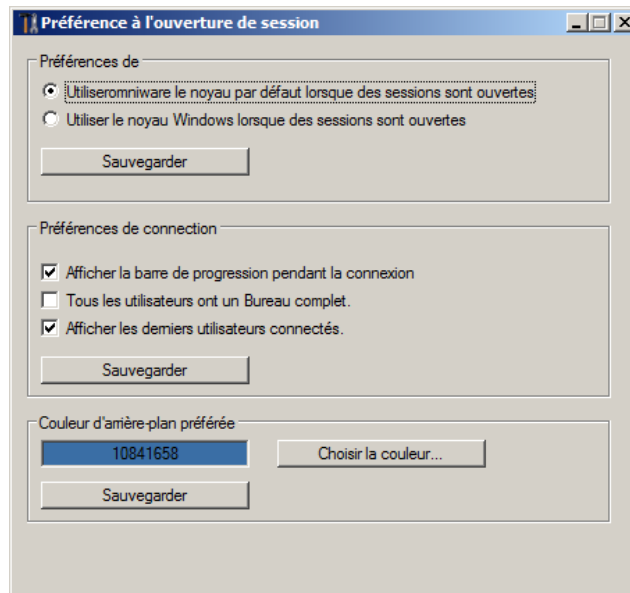 Préférence à l'ouverture de session
Préférences de
Utiliseromniware le noyau par défaut lorsque des sessions sont ouvertes
Utiliser le noyau Windows lorsque des sessions sont ouvertes
Sauvegarder
Préférences de connection
Afficher la barre de progression pendant la connexion
Tous les utilisateurs ont un Bureau complet.
Afficher les derniers utilisateurs connectés.
Sauvegarder
Couleur d'arrière-plan préférée
10841658 Choisir la couleur...
Sauvegarder